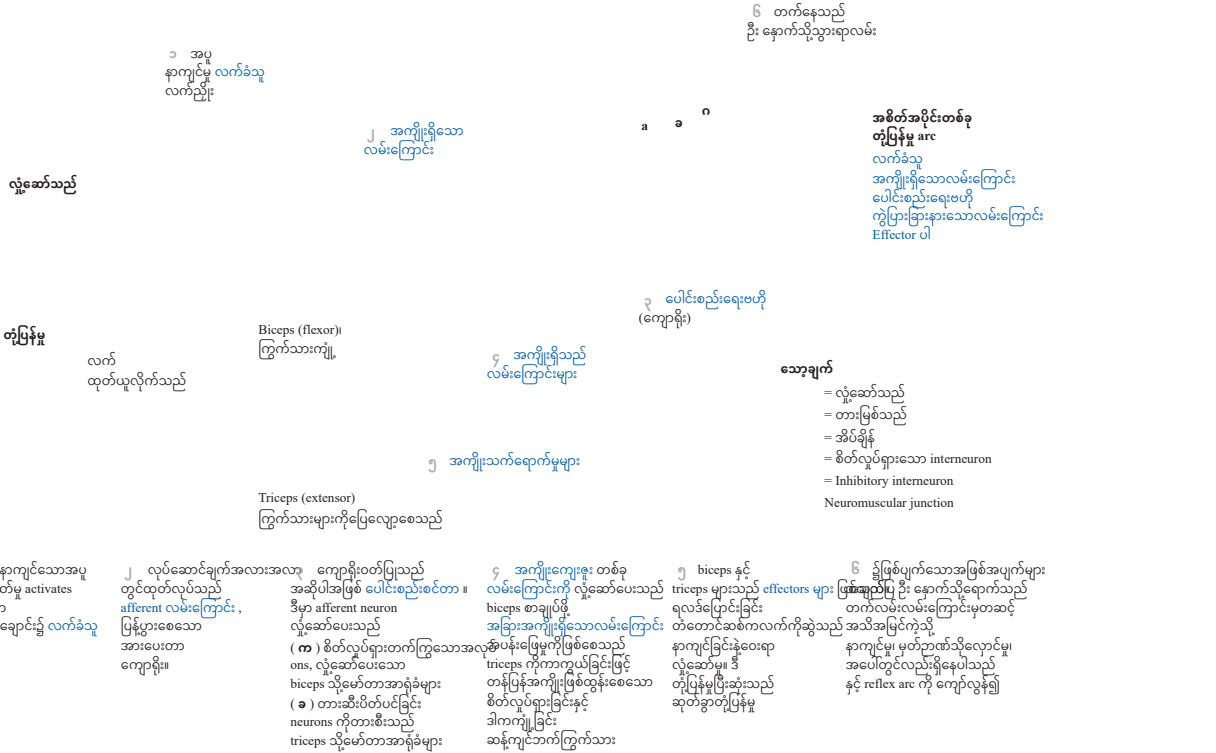 ၆ တက်နေသည်
ဦး နှောက်သို့သွားရာလမ်း
၁ အပူ
နာကျင်မှု လက်ခံသူ
လက်ညှိုး
၂ အကျိုးရှိသော
လမ်းကြောင်း
a ခ ဂ
အစိတ်အပိုင်းတစ်ခု
တုံ့ပြန်မှု arc
လက်ခံသူ
အကျိုးရှိသောလမ်းကြောင်း
ပေါင်းစည်းရေးဗဟို
ကွဲပြားခြားနားသောလမ်းကြောင်း
Effector ပါ
လှုံ့ဆော်သည်
၃ ပေါင်းစည်းရေးဗဟို
(ကျောရိုး)
တုံ့ပြန်မှု
လက်
ထုတ်ယူလိုက်သည်
Biceps (flexor)၊
ကြွက်သားကျုံ့
၄ အကျိုးရှိသည်
လမ်းကြောင်းများ
သော့ချက်
= လှုံ့ဆော်သည်
= တားမြစ်သည်
= အိပ်ချိန်
= စိတ်လှုပ်ရှားသော interneuron
= Inhibitory interneuron
Neuromuscular junction
၅ အကျိုးသက်ရောက်မှုများ
Triceps (extensor)
ကြွက်သားများကိုပြေလျော့စေသည်
နာကျင်သောအပူ
တ်မှု activates
ချောင်း၌ လက်ခံသူ
၂ လုပ်ဆောင်ချက်အလားအလာ
တွင်ထုတ်လုပ်သည်
afferent လမ်းကြောင်း ,
ပြန့်ပွားစေသော
အားပေးတာ
ကျောရိုး။
၃ ကျောရိုးဝတ်ပြုသည်
အဆိုပါအဖြစ် ပေါင်းစည်းစင်တာ ။
ဒီမှာ afferent neuron
လှုံ့ဆော်ပေးသည်
( က ) စိတ်လှုပ်ရှားတက်ကြွသောအလုပ်
ons, လှုံ့ဆော်ပေးသော
biceps သို့မော်တာအာရုံခံများ
( ခ ) တားဆီးပိတ်ပင်ခြင်း
neurons ကိုတားစီးသည်
triceps သို့မော်တာအာရုံခံများ
၄ အကျိုးကျေးဇူး တစ်ခု
လမ်းကြောင်းကို လှုံ့ဆော်ပေးသည်
biceps စာချုပ်ဖို့
အခြားအကျိုးရှိသောလမ်းကြောင်း
အပန်းဖြေမှုကိုဖြစ်စေသည်
triceps ကိုကာကွယ်ခြင်းဖြင့်
တန်ပြန်အကျိုးဖြစ်ထွန်းစေသော
စိတ်လှုပ်ရှားခြင်းနှင့်
ဒါကကျုံ့ခြင်း
ဆန့်ကျင်ဘက်ကြွက်သား
၅ biceps နှင့်
triceps များသည် effectors များ ဖြစ်သည်
ရလဒ်ပြောင်းခြင်း
တံတောင်ဆစ်ကလက်ကိုဆွဲသည်
နာကျင်ခြင်းနဲ့ဝေးရာ
လှုံ့ဆော်မှု။ ဒီ
တုံ့ပြန်မှုပြီးဆုံးသည်
ဆုတ်ခွာတုံ့ပြန်မှု
၆ ၌ဖြစ်ပျက်သောအဖြစ်အပျက်များ
ဦး နှောက်သို့ရောက်သည်
တက်လမ်းလမ်းကြောင်းမှတဆင့်
အသိအမြင်ကဲ့သို့
နာကျင်မှု၊ မှတ်ဉာဏ်သိုလှောင်မှု၊
အပေါ်တွင်လည်းရှိနေပါသည်
နှင့် reflex arc ကို ကျော်လွန်၍